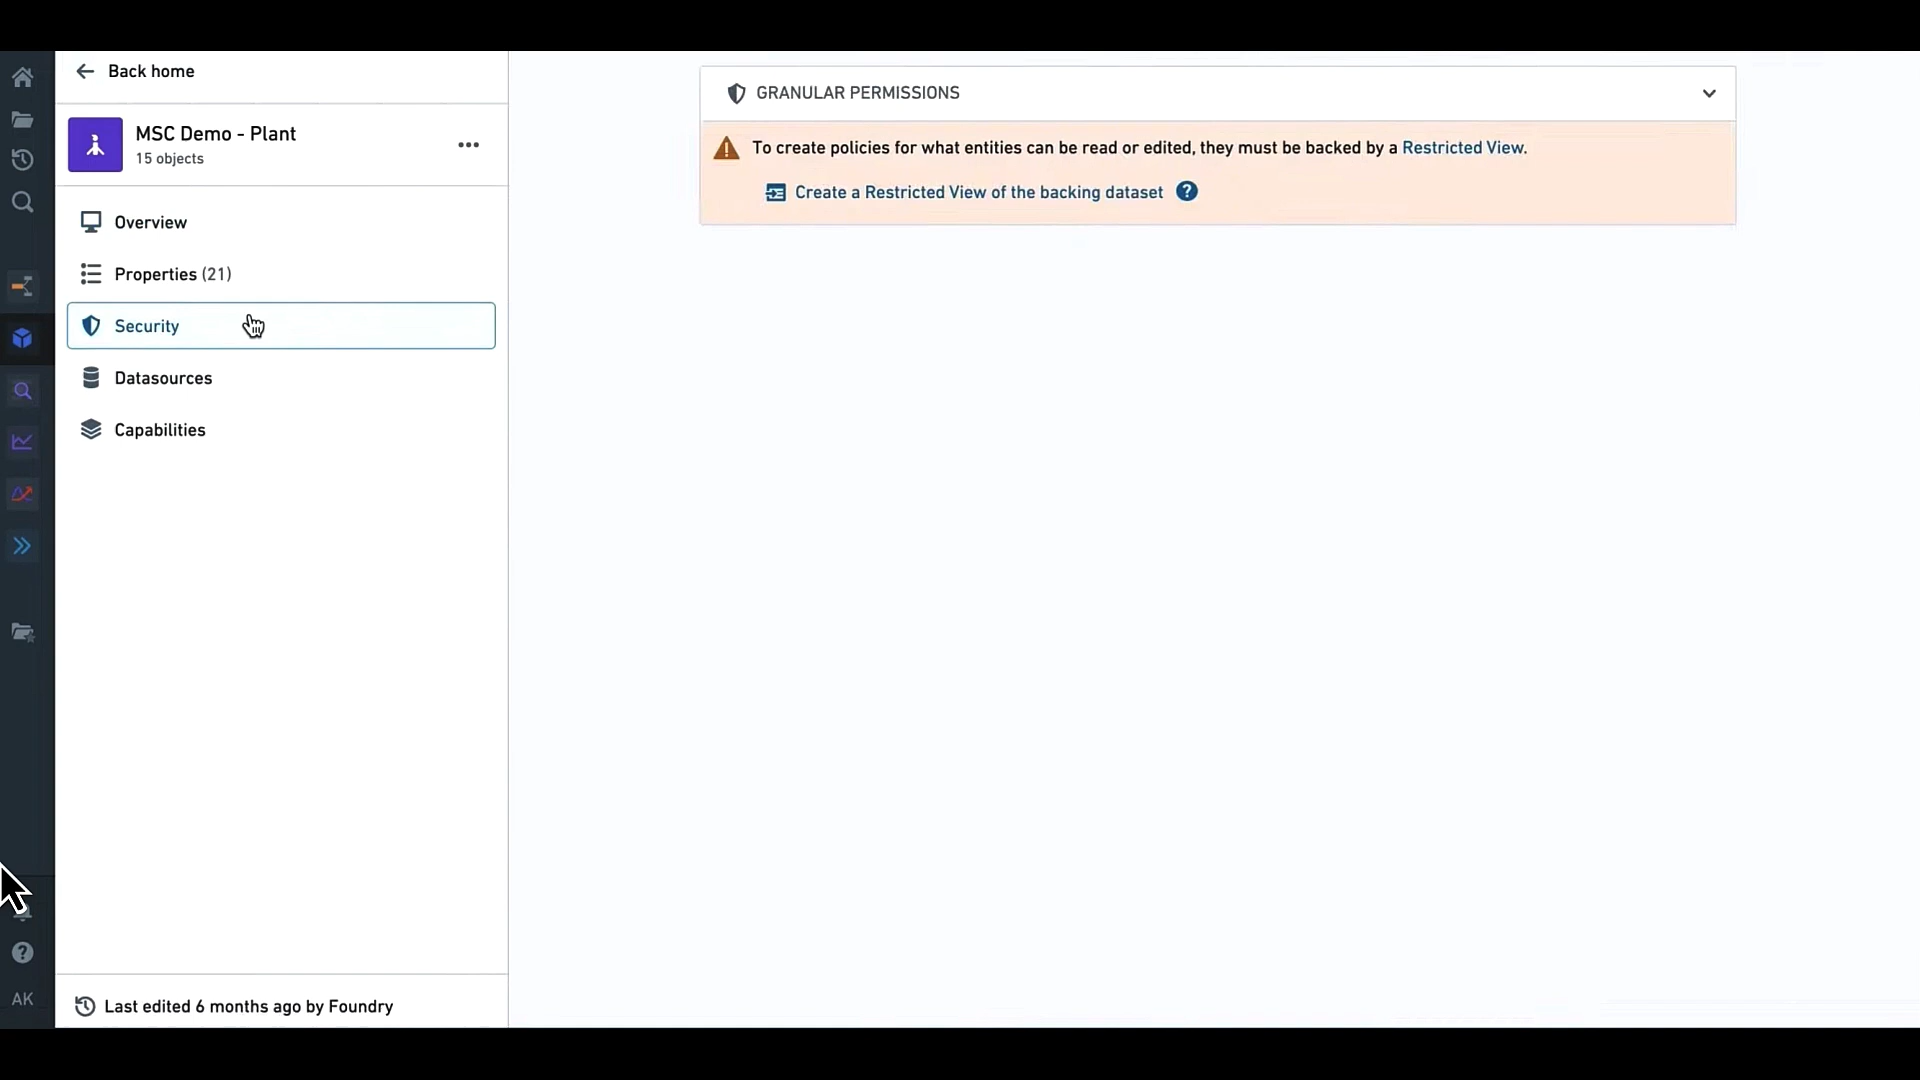 Back home
MSC Demo - Plant
15 objects
Overview
Properties (21)
Security
Datasources
Capabilities
Last edited 6 months ago by Foundry
AK
GRANULAR PERMISSIONS
To create policies for what entities can be read or edited, they must be backed by a Restricted View.
Create a Restricted View of the backing dataset